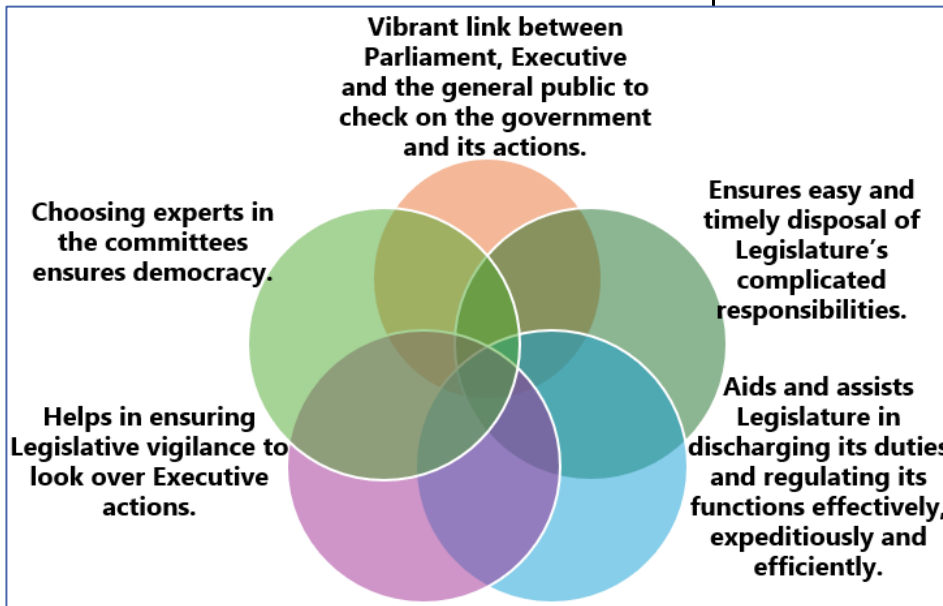 Vibrant link between
Parliament, Executive
and the general public to
check on the government
and its actions.
Ensures easy and
timely disposal of
Legislature's
complicated
responsibilities.
Aids and assists
Legislature in
discharging its duties
and regulating its
functions effectively,
expeditiously and
efficiently.
Helps in ensuring
Legislative vigilance to
look over Executive
actions.
Choosing experts in
the committees
ensures democracy.